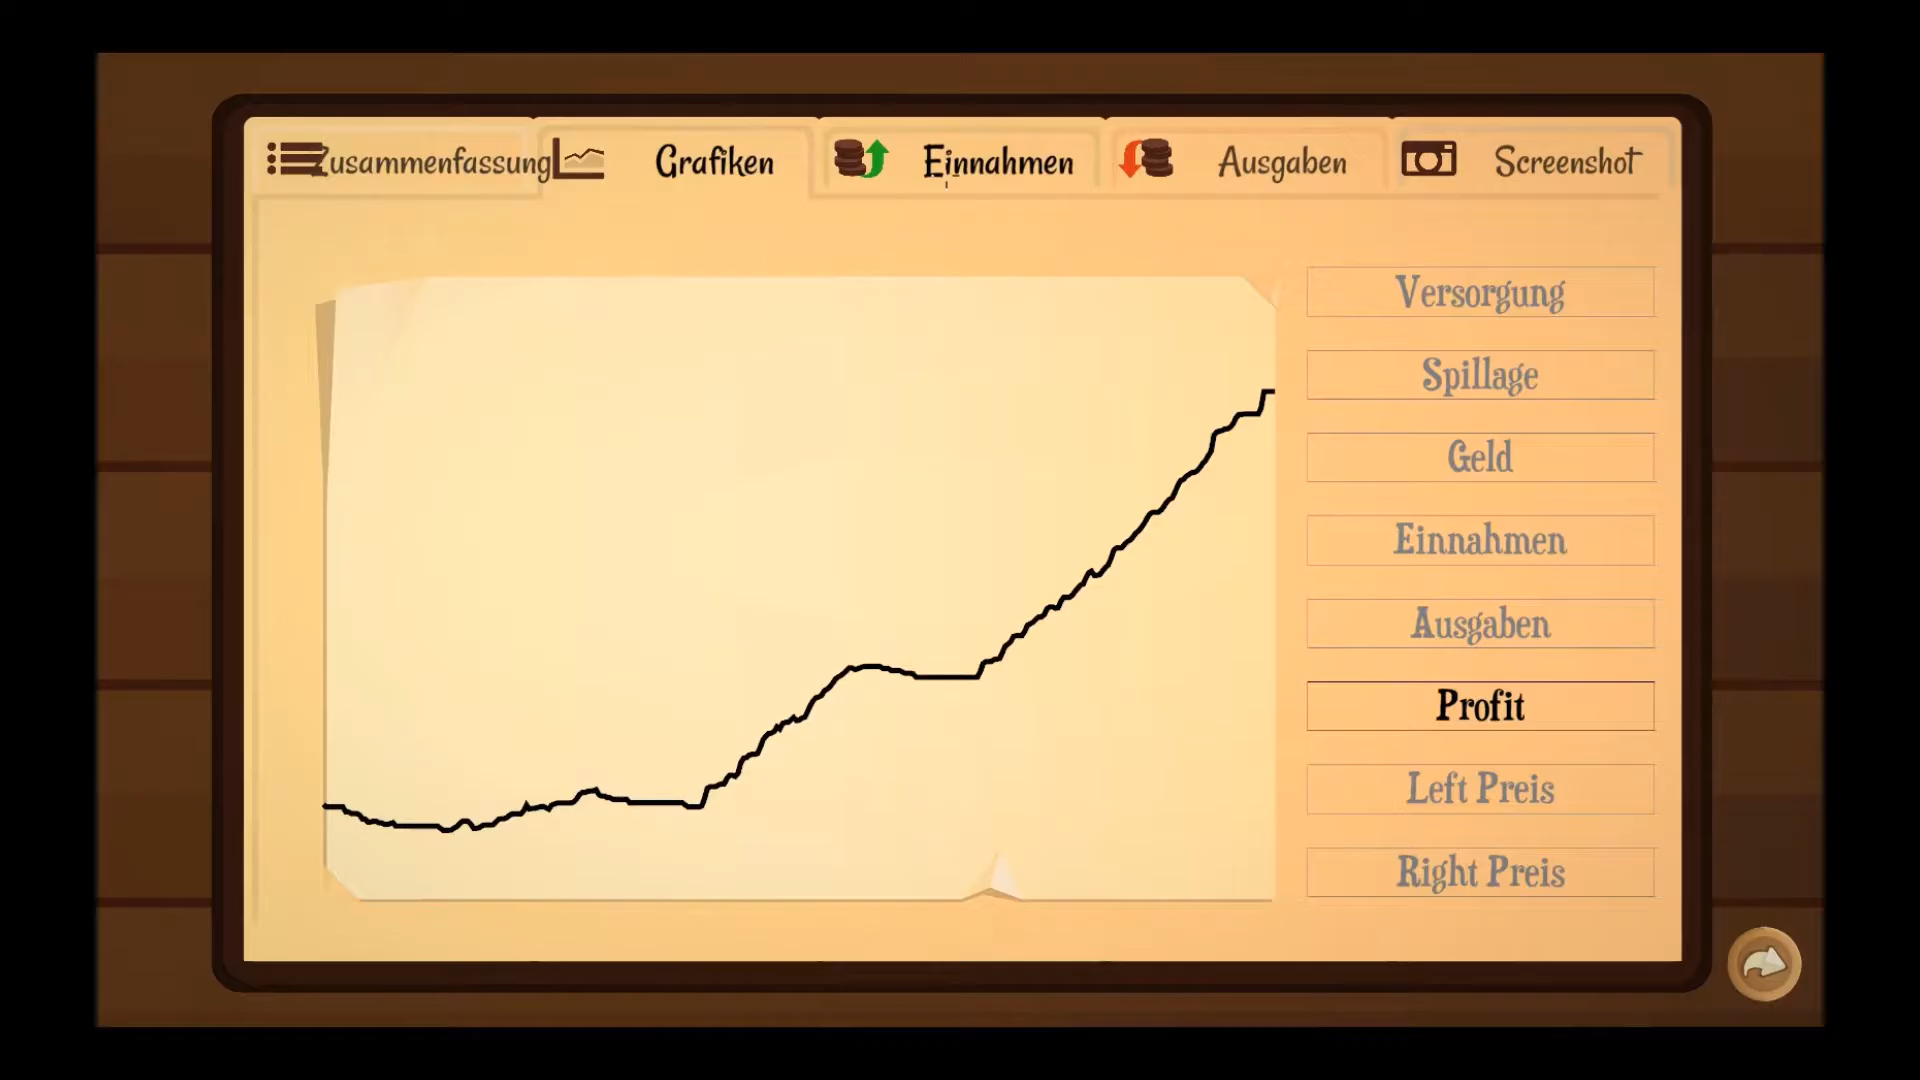 Zusammenfassung
Grafiken
Einnahmen
Ausgaben
Screenshot
Versorgung
Spillage
Geld
Einnahmen
Ausgaben
Profit
Left Preis
Right Preis